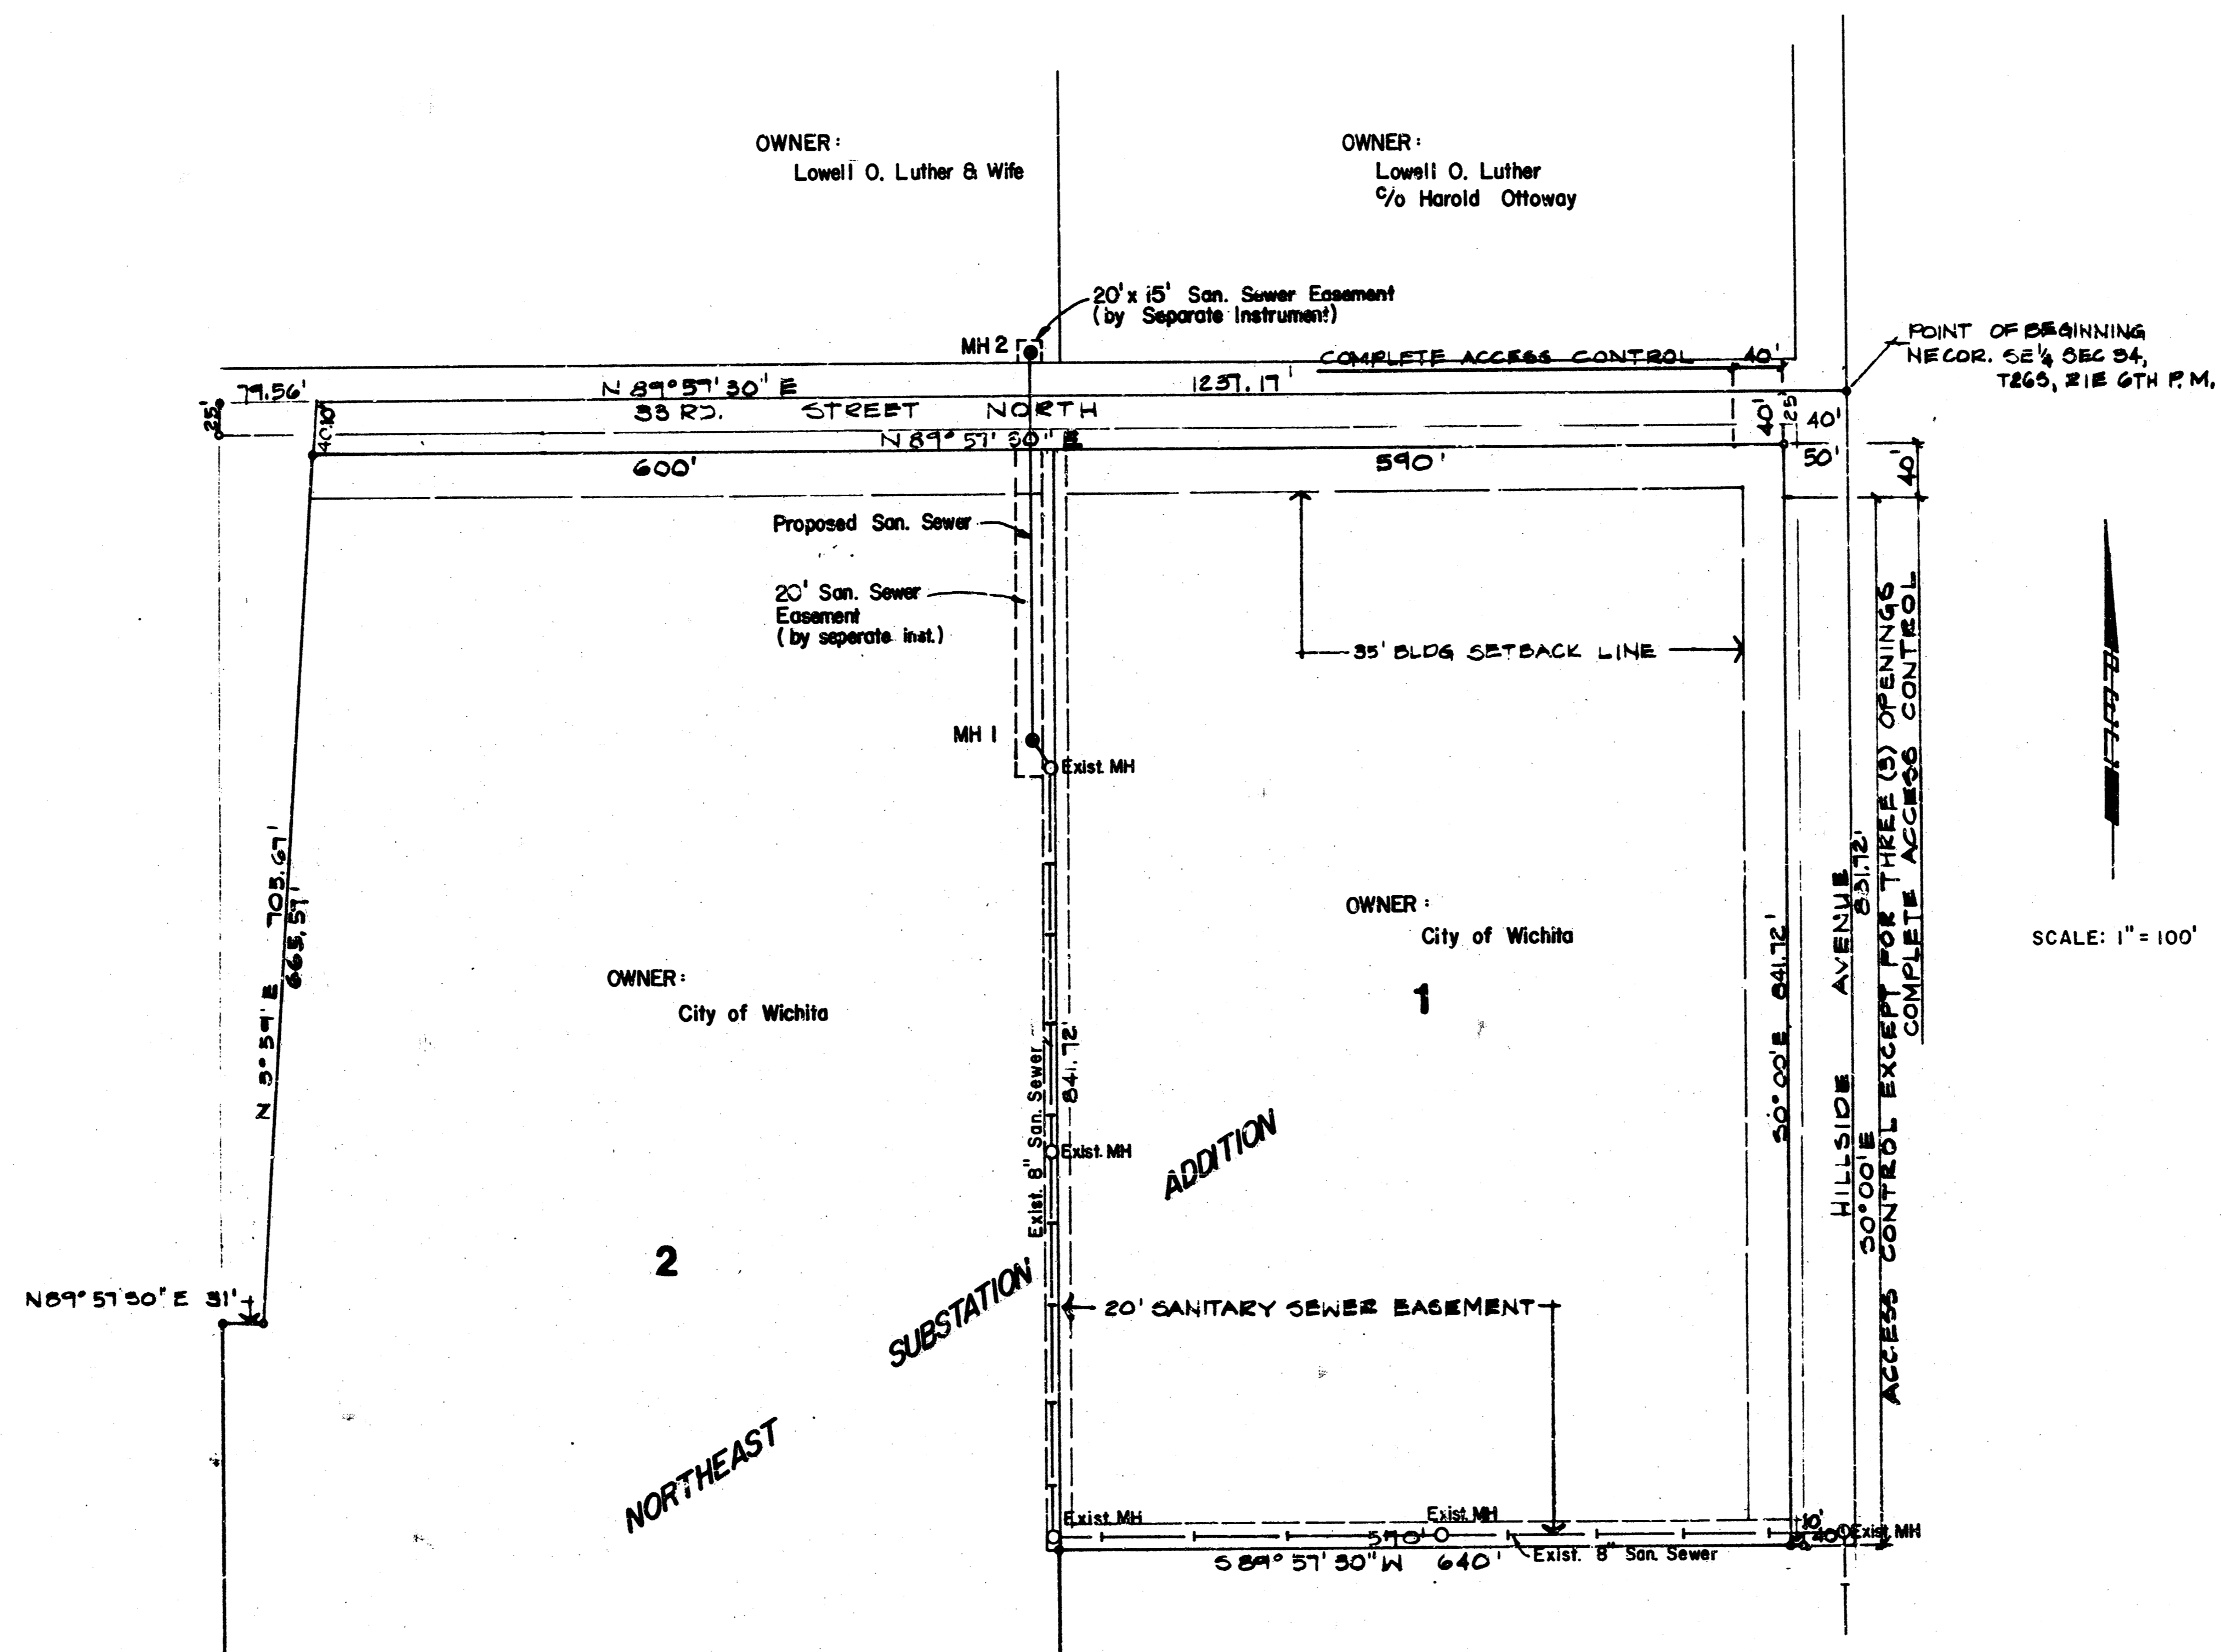 OWNER:
Lowell O. Luther & Wife
OWNER:
Lowell O. Luther
c/o Harold Ottoway
20' x 15' San. Sewer Easement
(by Separate Instrument)
MH 2
COMPLETE ACCESS CONTROL
40'
POINT OF BEGINNING
NE COR. SE ¼ SEC 34,
T26S, R1E 6TH P.M.
79.56'
N 89° 57' 30" E
1237.17'
25'
40.10'
33 RD. STREET NORTH
40'
25'
40'
N 89° 57' 30" E
600'
590'
50'
40'
Proposed San. Sewer
20' San. Sewer
Easement
(by seperate inst.)
35' BLDG SETBACK LINE
MH 1
Exist. MH
N 3° 59' E 705.67'
665.57'
OWNER:
City of Wichita
OWNER:
City of Wichita
1
SCALE: 1" = 100'
841.72'
Exist. 8" San. Sewer
Exist. MH
S 0° 00' E 841.72'
HILLSIDE AVENUE
S 0° 00' E
831.72'
ACCESS CONTROL EXCEPT FOR THREE (3) OPENINGS
COMPLETE ACCESS CONTROL
2
NORTHEAST SUBSTATION ADDITION
N 89° 57' 30" E 31'
20' SANITARY SEWER EASEMENT
Exist. MH
Exist. MH
10'
40'
Exist. MH
590'
S 89° 57' 30" W 640'
Exist. 8" San. Sewer